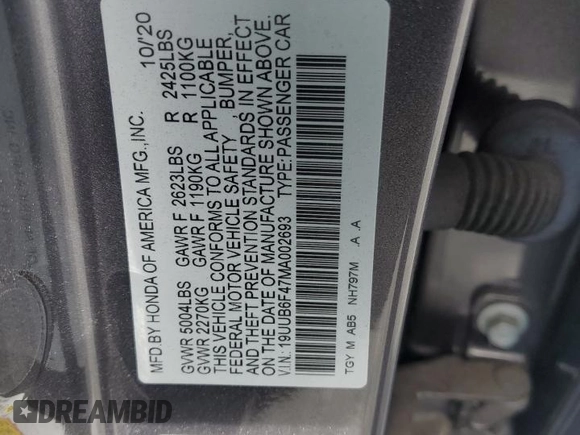 MFD.BY HONDA OF AMERICA MFG.,INC. 10/'20
GVWR 5004LBS GAWR F 2623LBS R 2425LBS
GVWR 2270KG GAWR F 1190KG R 1100KG
THIS VEHICLE CONFORMS TO ALL APPLICABLE
FEDERAL MOTOR VEHICLE SAFETY , BUMPER,
AND THEFT PREVENTION STANDARDS IN EFFECT
ON THE DATE OF MANUFACTURE SHOWN ABOVE.
V.I.N.: 19UUB6F47MA002693 TYPE:PASSENGER CAR
TGY M AB5 NH797M .A .A
DREAMBID